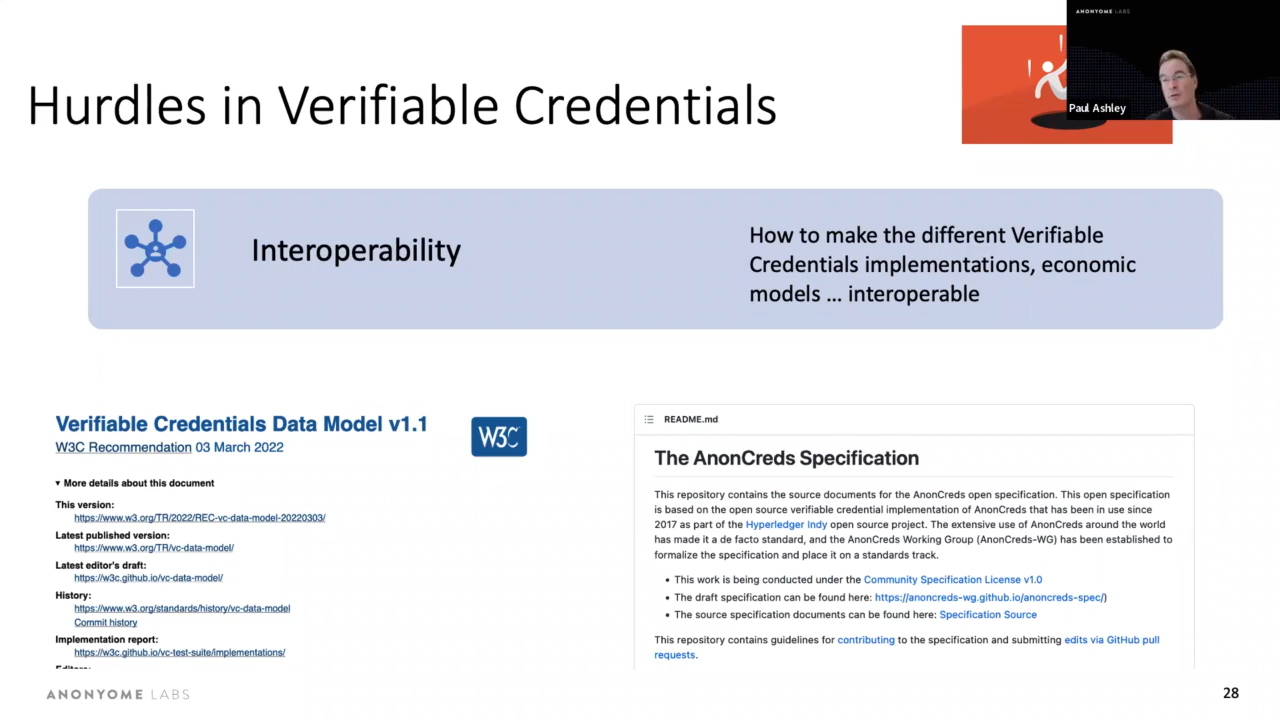 ANONYOME LABS
Paul Ashley
Hurdles in Verifiable Credentials
Interoperability
How to make the different Verifiable
Credentials implementations, economic
models ... interoperable
Verifiable Credentials Data Model v1.1
W3C Recommendation 03 March 2022
W3C
▾ More details about this document
This version:
https://www.w3.org/TR/2022/REC-vc-data-model-20220303/
Latest published version:
https://www.w3.org/TR/vc-data-model/
Latest editor's draft:
https://w3c.github.io/vc-data-model/
History:
https://www.w3.org/standards/history/vc-data-model
Commit history
Implementation report:
https://w3c.github.io/vc-test-suite/implementations/
README.md
The AnonCreds Specification
This repository contains the source documents for the AnonCreds open specification. This open specification
is based on the open source verifiable credential implementation of AnonCreds that has been in use since
2017 as part of the Hyperledger Indy open source project. The extensive use of AnonCreds around the world
has made it a de facto standard, and the AnonCreds Working Group (AnonCreds-WG) has been established to
formalize the specification and place it on a standards track.
• This work is being conducted under the Community Specification License v1.0
• The draft specification can be found here: https://anoncreds-wg.github.io/anoncreds-spec/)
• The source specification documents can be found here: Specification Source
This repository contains guidelines for contributing to the specification and submitting edits via GitHub pull
requests.
ANONYOME LABS
28